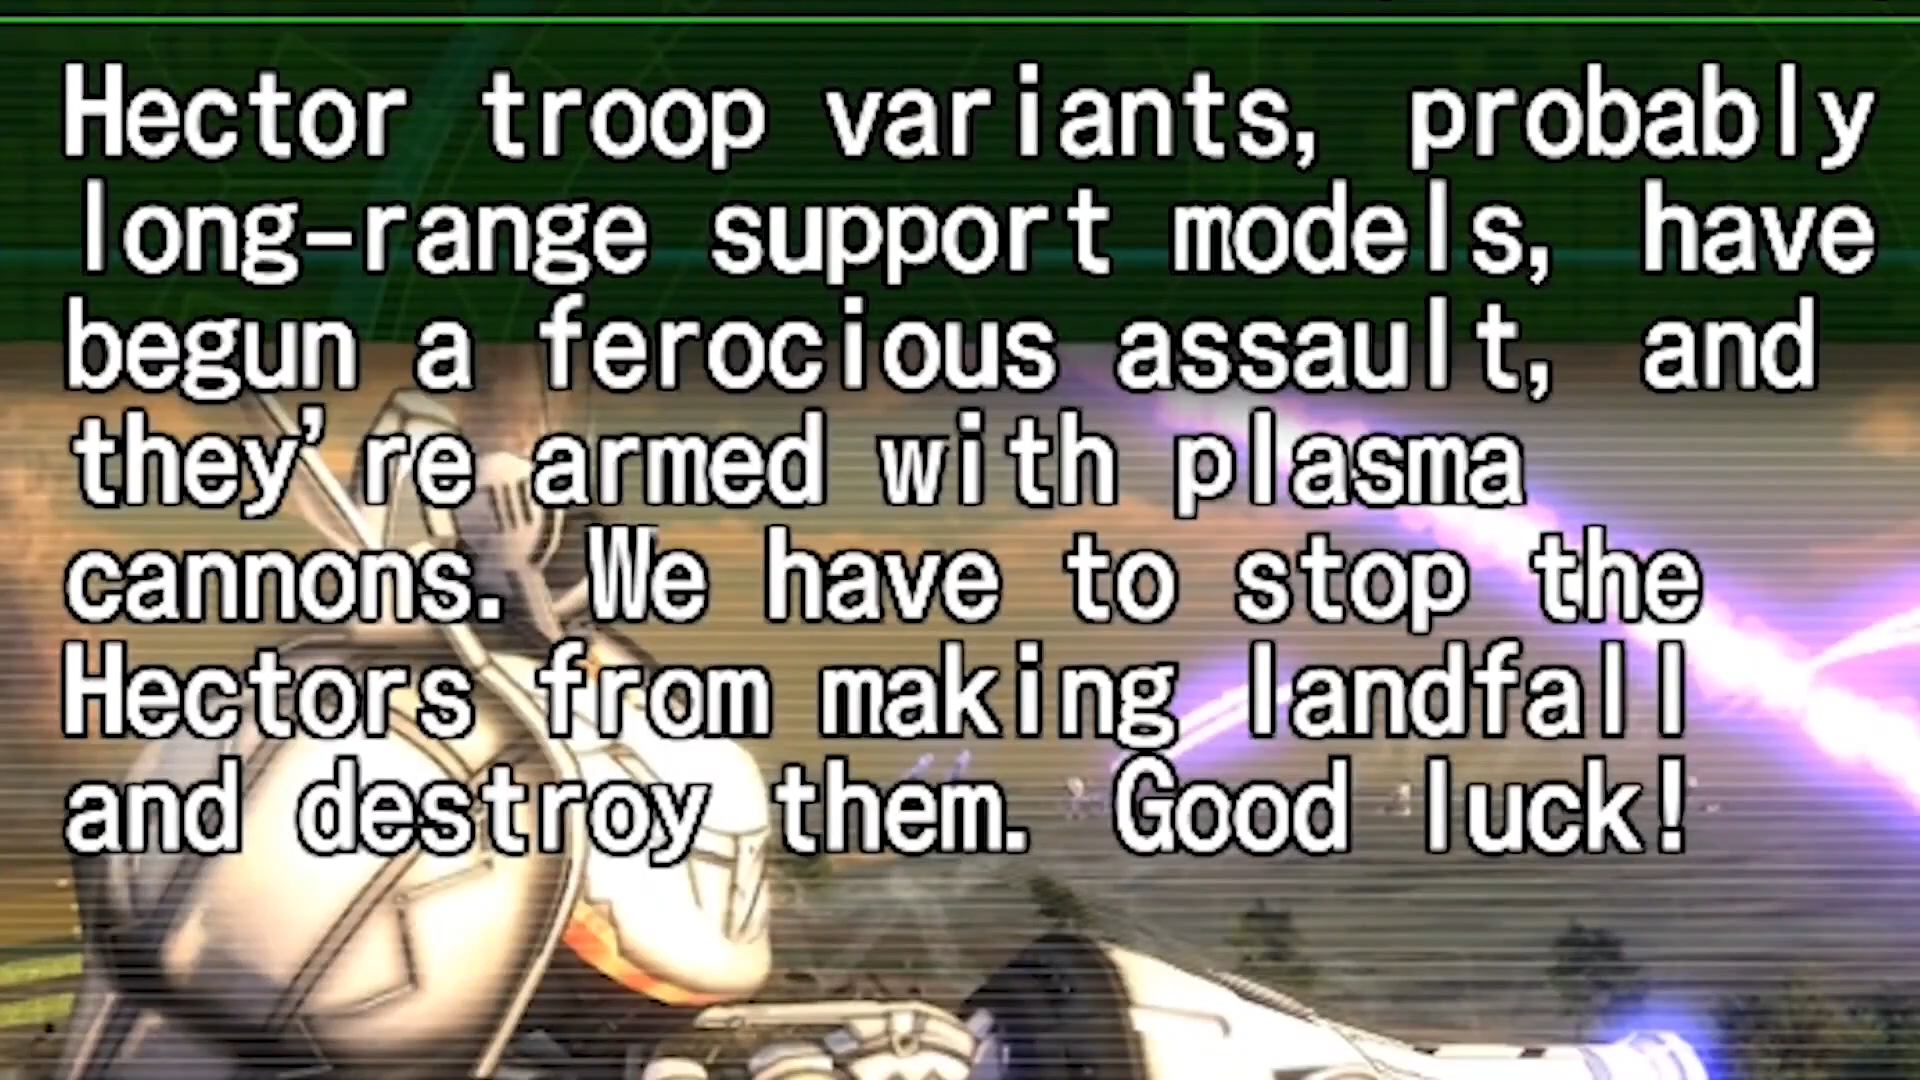 Hector troop variants, probably
long-range support models, have
begun a ferocious assault, and
they're armed with plasma
cannons. We have to stop the
Hectors from making landfall
and destroy them. Good luck!